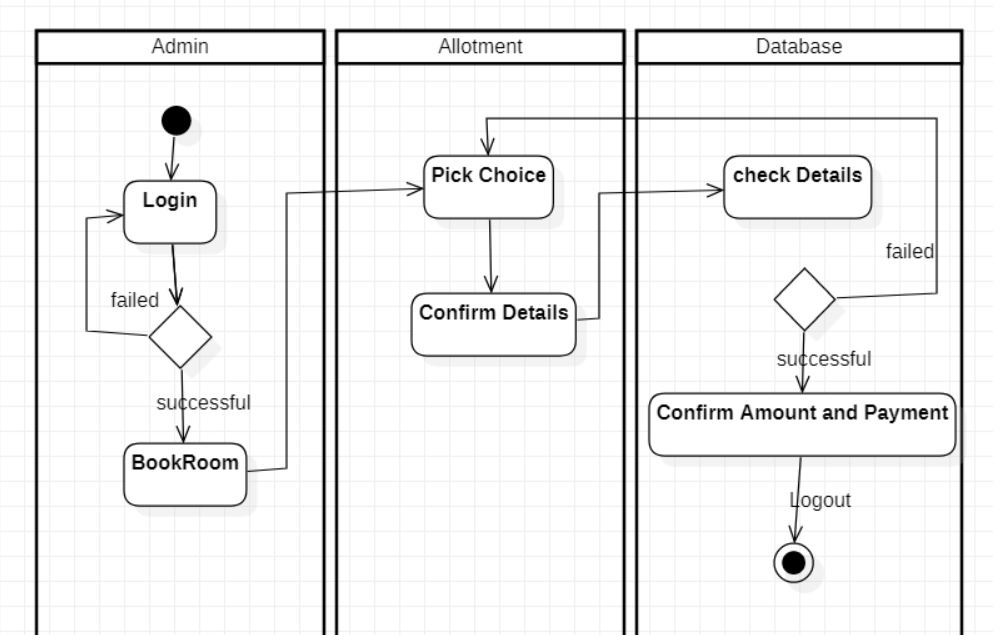 Admin
Allotment
Database
Login
failed
successful
BookRoom
Pick Choice
Confirm Details
check Details
failed
successful
Confirm Amount and Payment
Logout